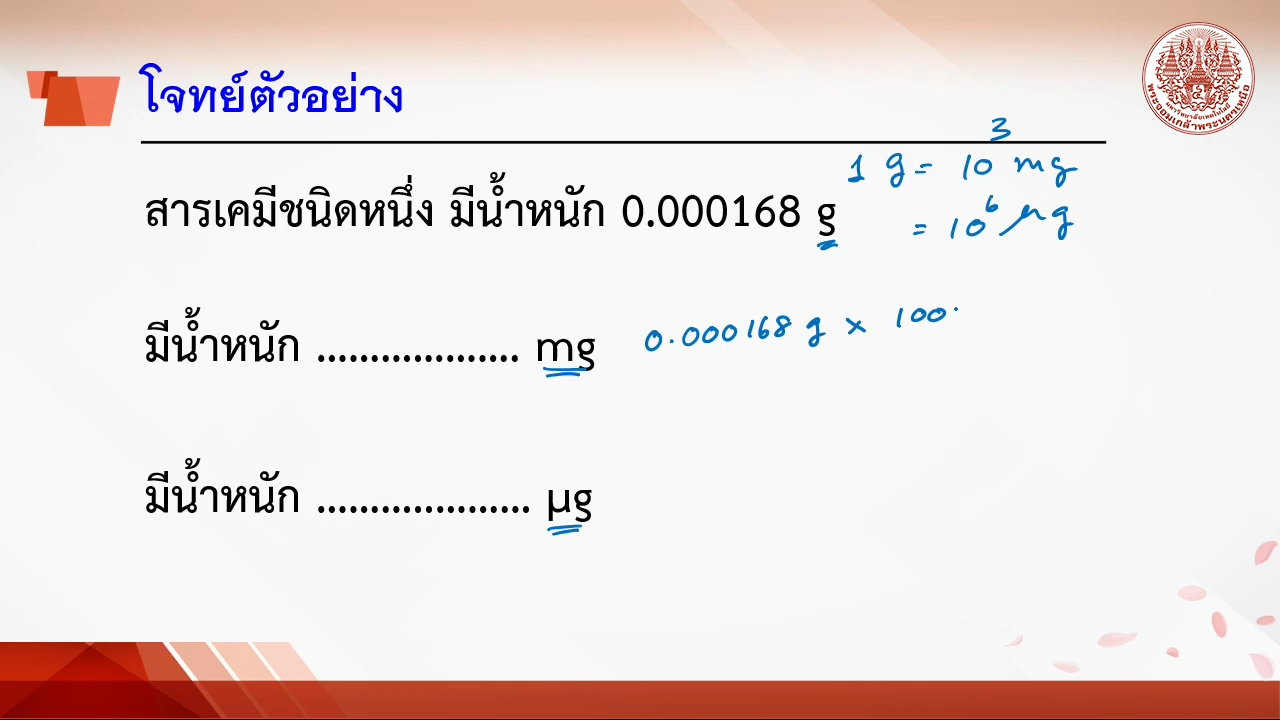 โจทย์ตัวอย่าง
1 g = 10³ mg
สารเคมีชนิดหนึ่ง มีน้ำหนัก 0.000168 g
= 10⁶ µg
มีน้ำหนัก ................... mg
0.000168 g × 100
มีน้ำหนัก .................... µg